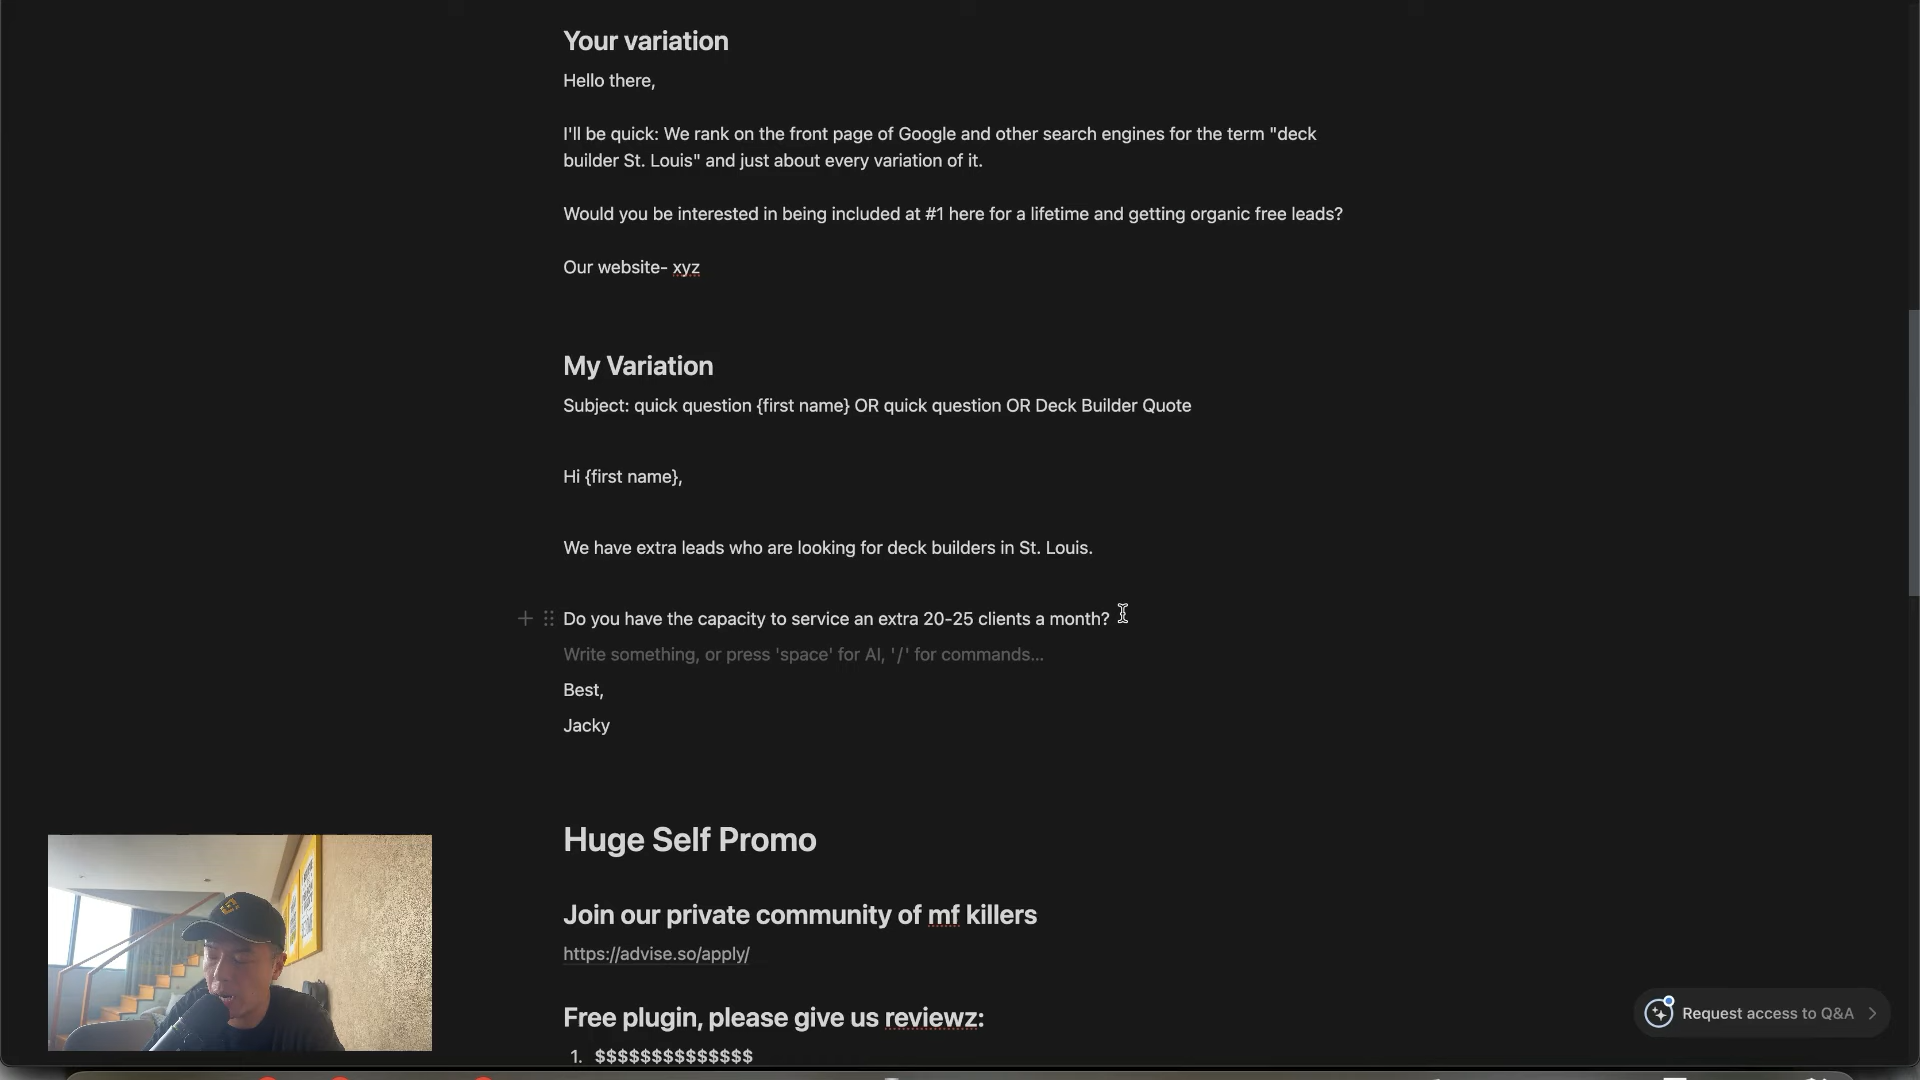 Your variation
Hello there,
I'll be quick: We rank on the front page of Google and other search engines for the term "deck
builder St. Louis" and just about every variation of it.
Would you be interested in being included at #1 here for a lifetime and getting organic free leads?
Our website- xyz
My Variation
Subject: quick question {first name} OR quick question OR Deck Builder Quote
Hi {first name},
We have extra leads who are looking for deck builders in St. Louis.
Do you have the capacity to service an extra 20-25 clients a month?
Write something, or press 'space' for AI, '/' for commands...
Best,
Jacky
Huge Self Promo
Join our private community of mf killers
https://advise.so/apply/
Free plugin, please give us reviewz:
1. $$$$$$$$$$$$$$
Request access to Q&A